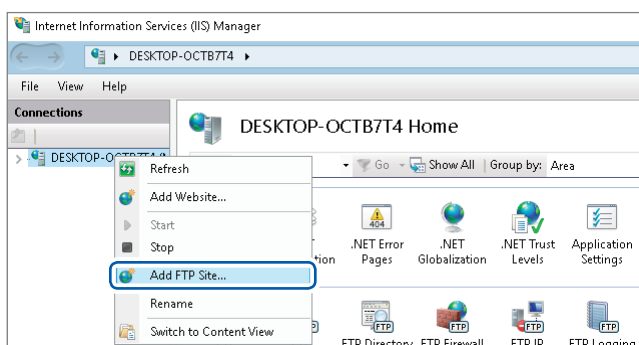 Internet Information Services (IIS) Manager
DESKTOP-OCTB7T4
File View Help
Connections
DESKTOP-OCTB7T4 Home
DESKTOP-OCTB7T4
Go Show All Group by: Area
Refresh
Add Website...
Start
Stop
Add FTP Site...
Rename
Switch to Content View
404
.NET Error Pages
.NET Globalization
.NET Trust Levels
Application Settings
FTP FTP FTP FTP
FTP Directory FTP Firewall FTP IP FTP Logging